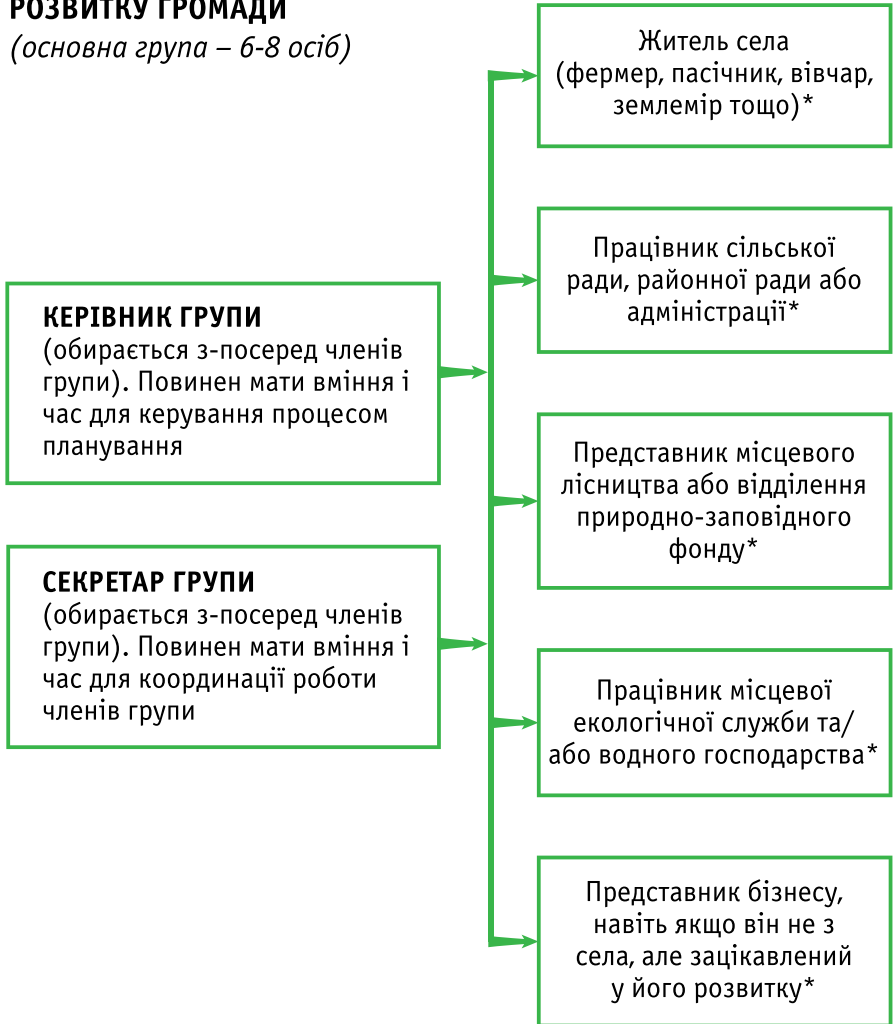 РОЗВИТКУ ГРОМАДИ
(основна група – 6-8 осіб)
КЕРІВНИК ГРУПИ
(обирається з-посеред членів
групи). Повинен мати вміння і
час для керування процесом
планування
СЕКРЕТАР ГРУПИ
(обирається з-посеред членів
групи). Повинен мати вміння і
час для координації роботи
членів групи
Житель села
(фермер, пасічник, вівчар,
землемір тощо)*
Працівник сільської
ради, районної ради або
адміністрації*
Представник місцевого
лісництва або відділення
природно-заповідного
фонду*
Працівник місцевої
екологічної служби та/
або водного господарства*
Представник бізнесу,
навіть якщо він не з
села, але зацікавлений
у його розвитку*